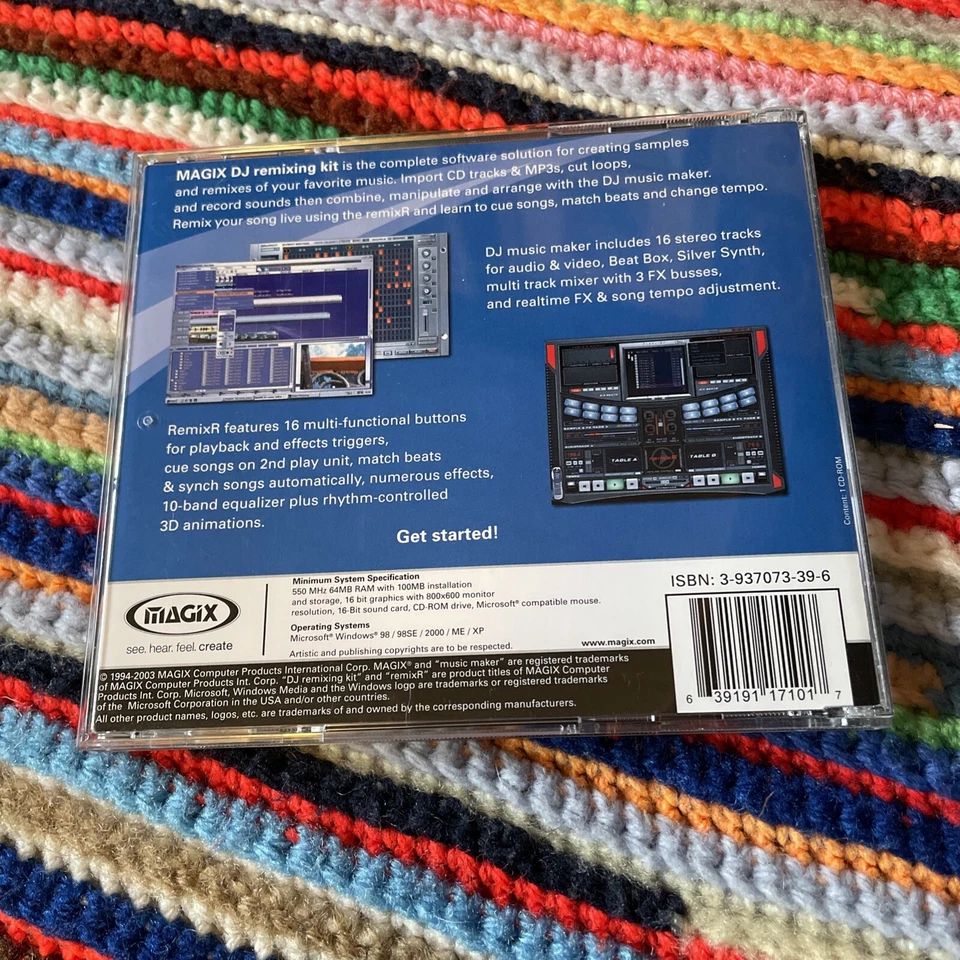 MAGIX DJ remixing kit is the complete software solution for creating samples
and remixes of your favorite music. Import CD tracks & MP3s, cut loops,
and record sounds then combine, manipulate and arrange with the DJ music maker.
Remix your song live using the remixR and learn to cue songs, match beats and change tempo.
DJ music maker includes 16 stereo tracks
for audio & video, Beat Box, Silver Synth,
multi track mixer with 3 FX busses,
and realtime FX & song tempo adjustment.
TABLE A
TABLE B
RemixR features 16 multi-functional buttons
for playback and effects triggers,
cue songs on 2nd play unit, match beats
& synch songs automatically, numerous effects,
10-band equalizer plus rhythm-controlled
3D animations.
Get started!
Content: 1 CD ROM
MAGIX
see. hear. feel. create
Minimum System Specification
550 MHz 64MB RAM with 100MB installation
and storage, 16 bit graphics with 800x600 monitor
resolution, 16-Bit sound card, CD-ROM drive, Microsoft® compatible mouse.
Operating Systems
Microsoft® Windows® 98 / 98SE / 2000 / ME / XP
Artistic and publishing copyrights are to be respected.
www.magix.com
ISBN: 3-937073-39-6
6 39191 17101 7
© 1994-2003 MAGIX Computer Products International Corp. MAGIX® and "music maker" are registered trademarks
of MAGIX Computer Products Int. Corp. "DJ remixing kit" and "remixR" are product titles of MAGIX Computer
Products Int. Corp. Microsoft, Windows Media and the Windows logo are trademarks or registered trademarks
of the Microsoft Corporation in the USA and/or other countries.
All other product names, logos, etc. are trademarks of and owned by the corresponding manufacturers.